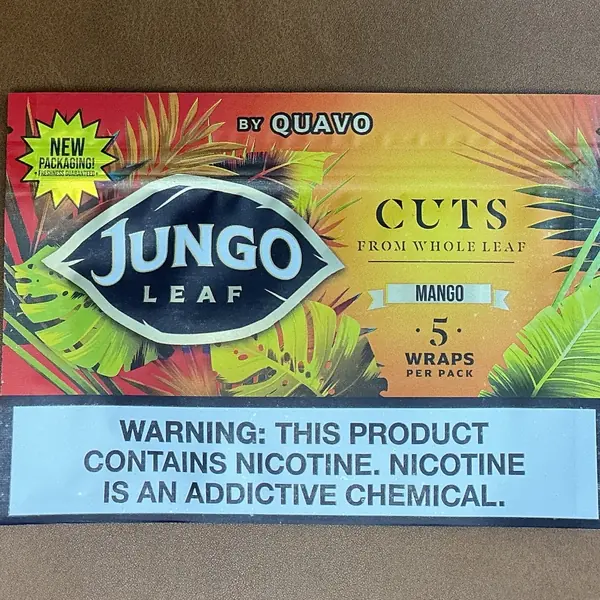 BY QUAVO
NEW
PACKAGING!
JUNGO
LEAF
CUTS
FROM WHOLE LEAF
MANGO
·5·
WRAPS
PER PACK
WARNING: THIS PRODUCT
CONTAINS NICOTINE. NICOTINE
IS AN ADDICTIVE CHEMICAL.